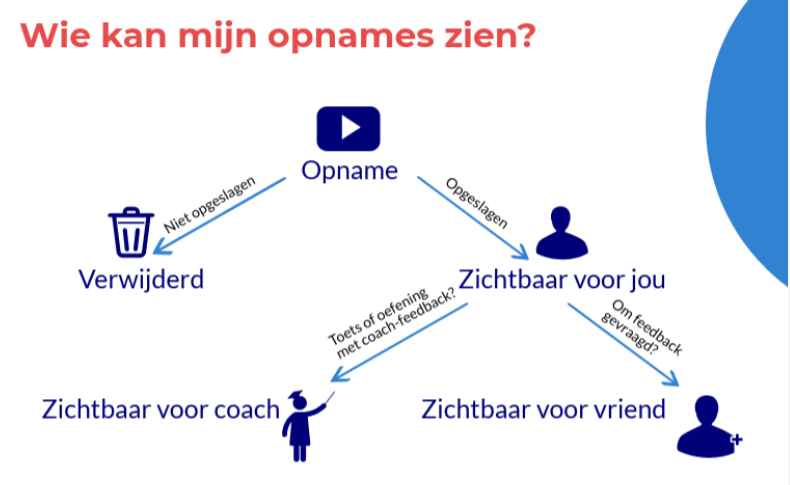 Wie kan mijn opnames zien?
Opname
Niet opgeslagen
Opgeslagen
Verwijderd
Zichtbaar voor jou
Toets of oefening
met coach-feedback?
Om feedback
gevraagd?
Zichtbaar voor coach
Zichtbaar voor vriend